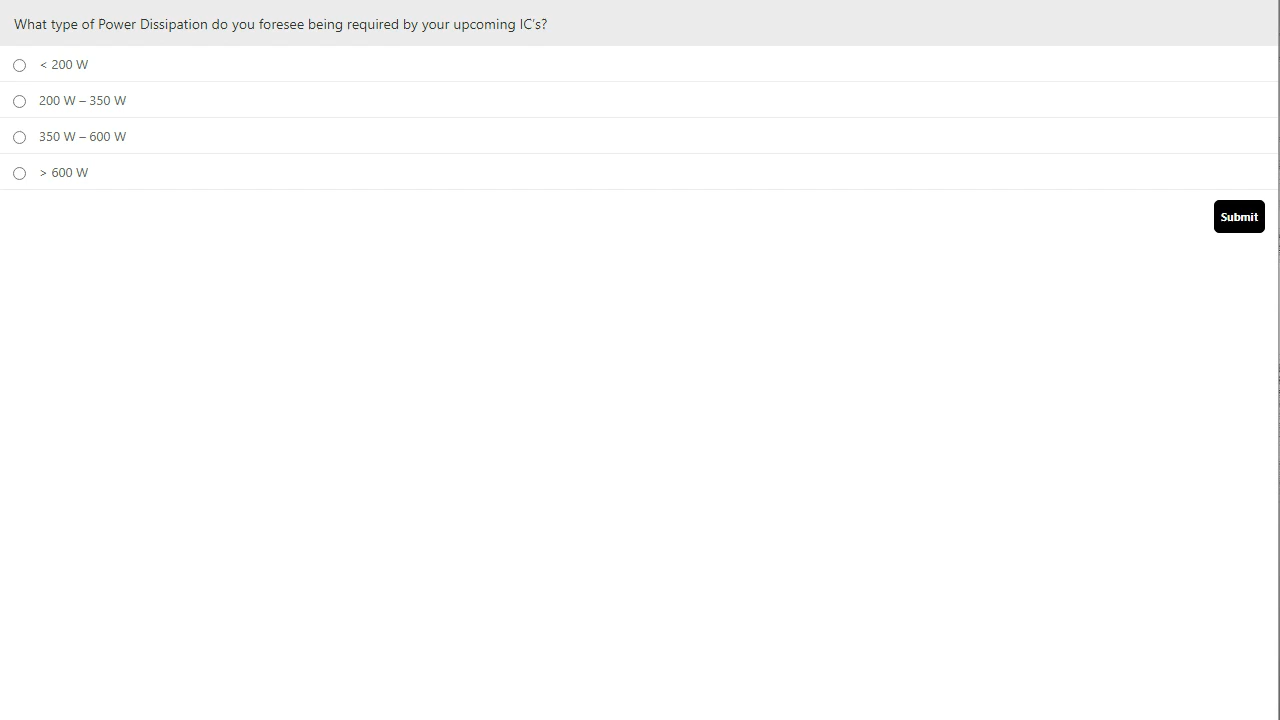 What type of Power Dissipation do you foresee being required by your upcoming IC's?
< 200 W
200 W – 350 W
350 W – 600 W
> 600 W
Submit